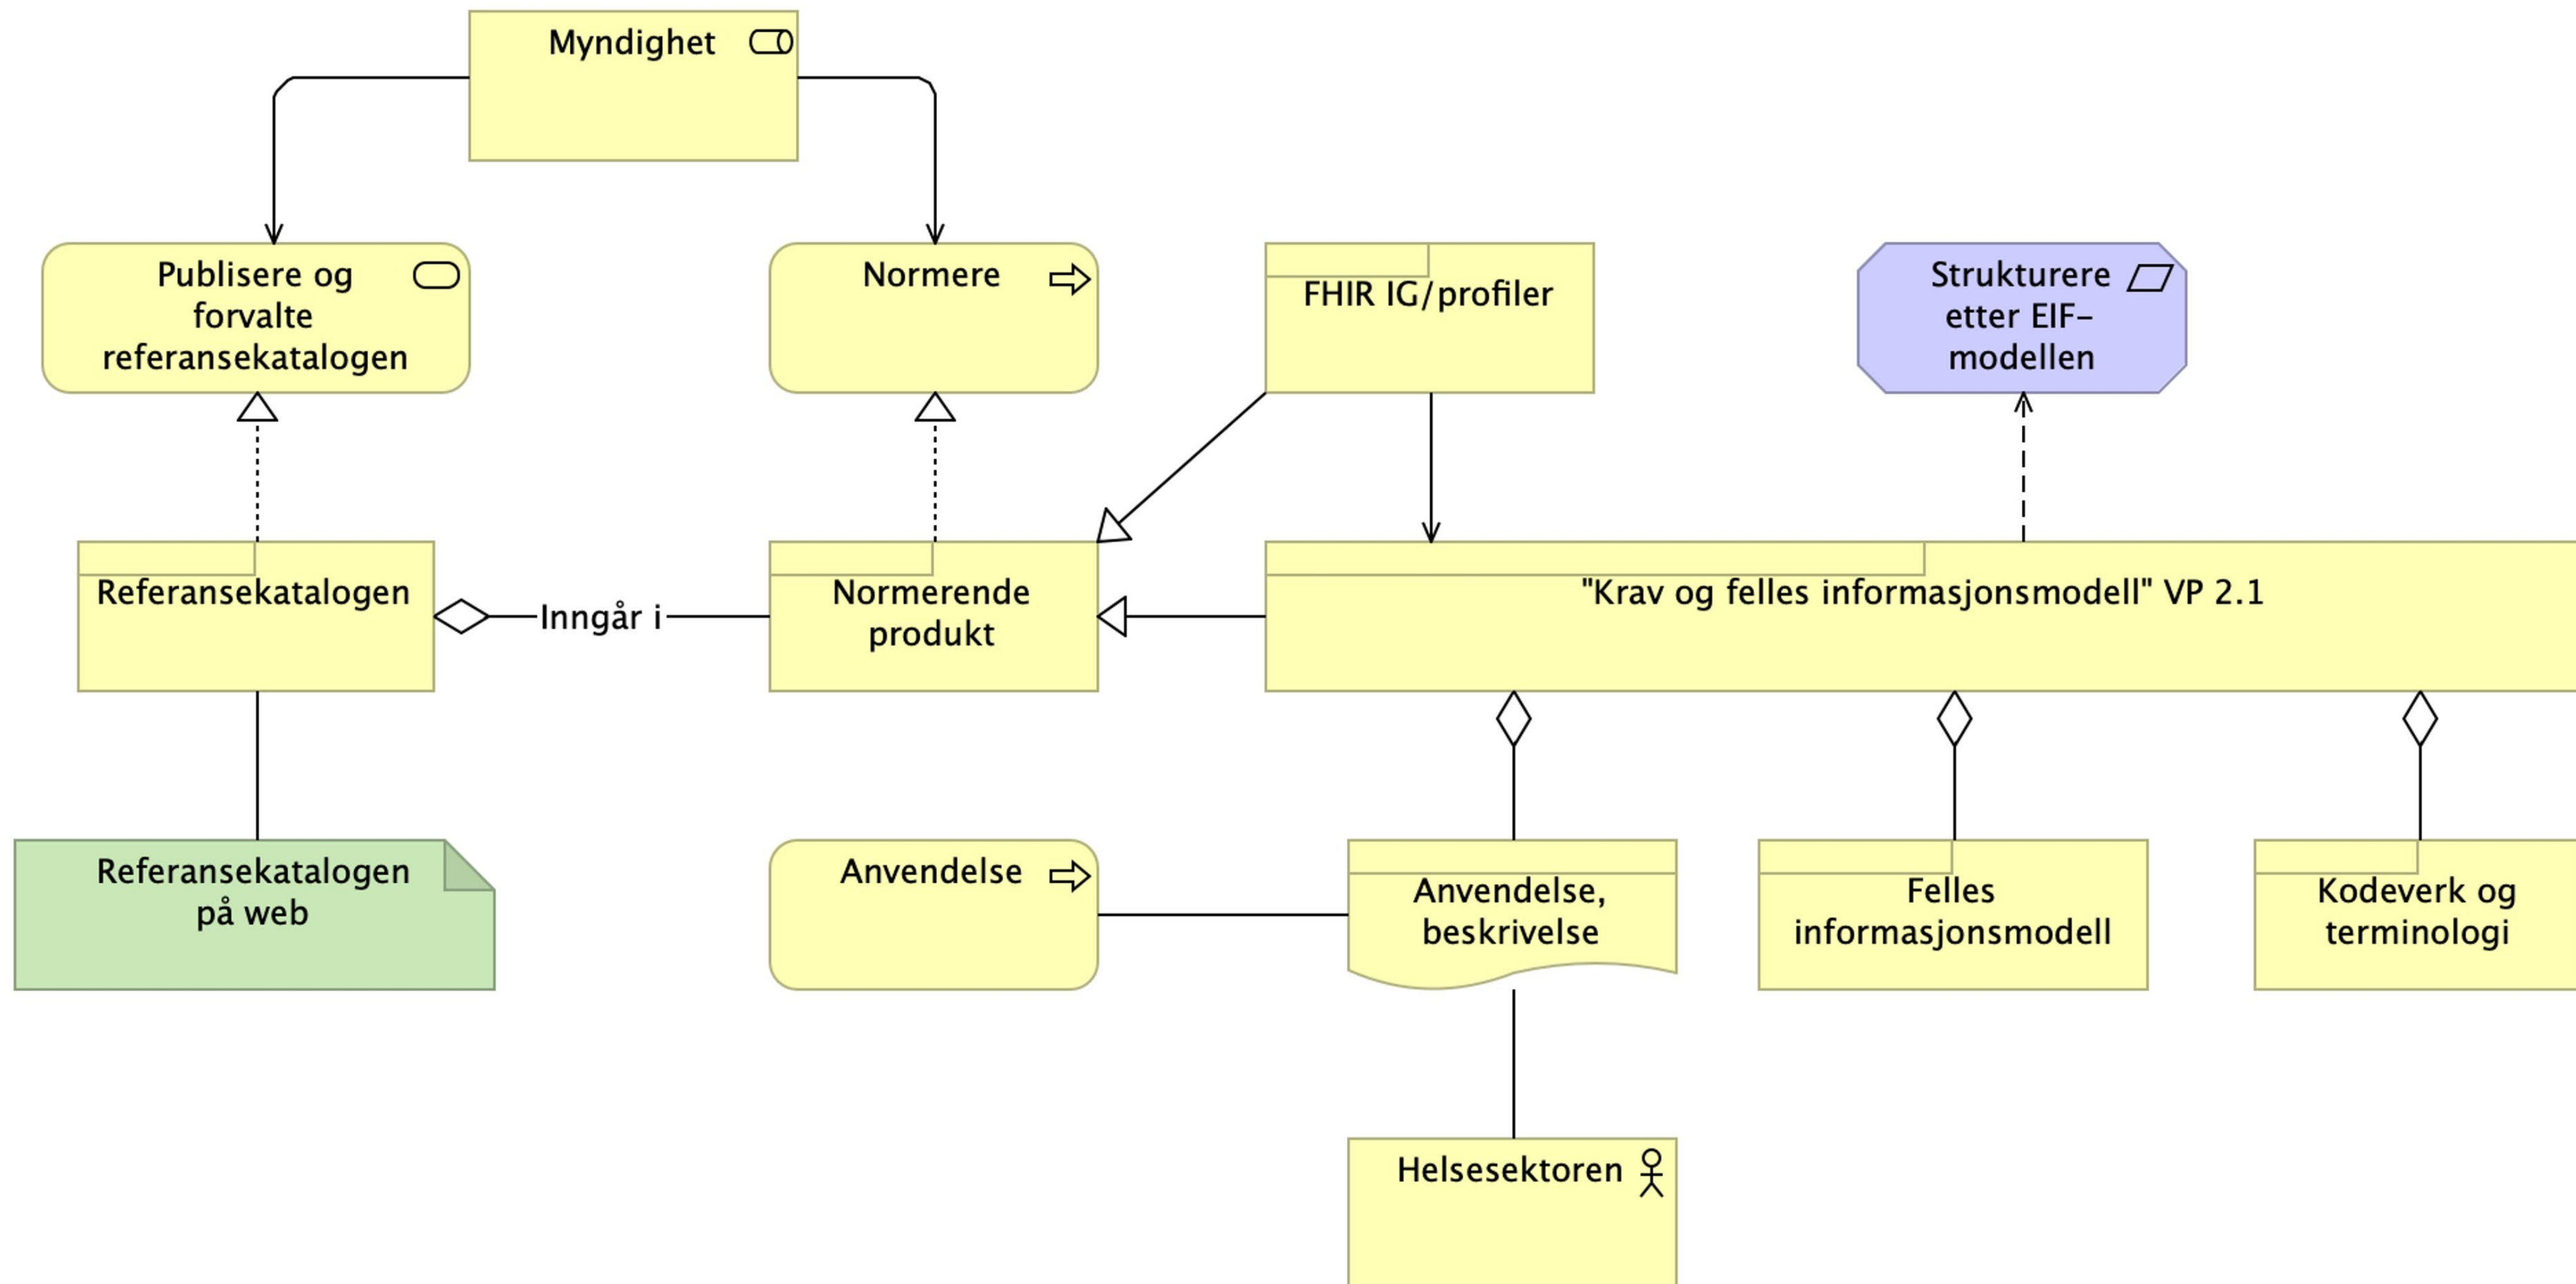 Myndighet
Publisere og
forvalte
referansekatalogen
Normere
FHIR IG/profiler
Strukturere
etter EIF-
modellen
Referansekatalogen
Inngår i
Normerende
produkt
"Krav og felles informasjonsmodell" VP 2.1
Referansekatalogen
på web
Anvendelse
Anvendelse,
beskrivelse
Felles
informasjonsmodell
Kodeverk og
terminologi
Helsesektoren